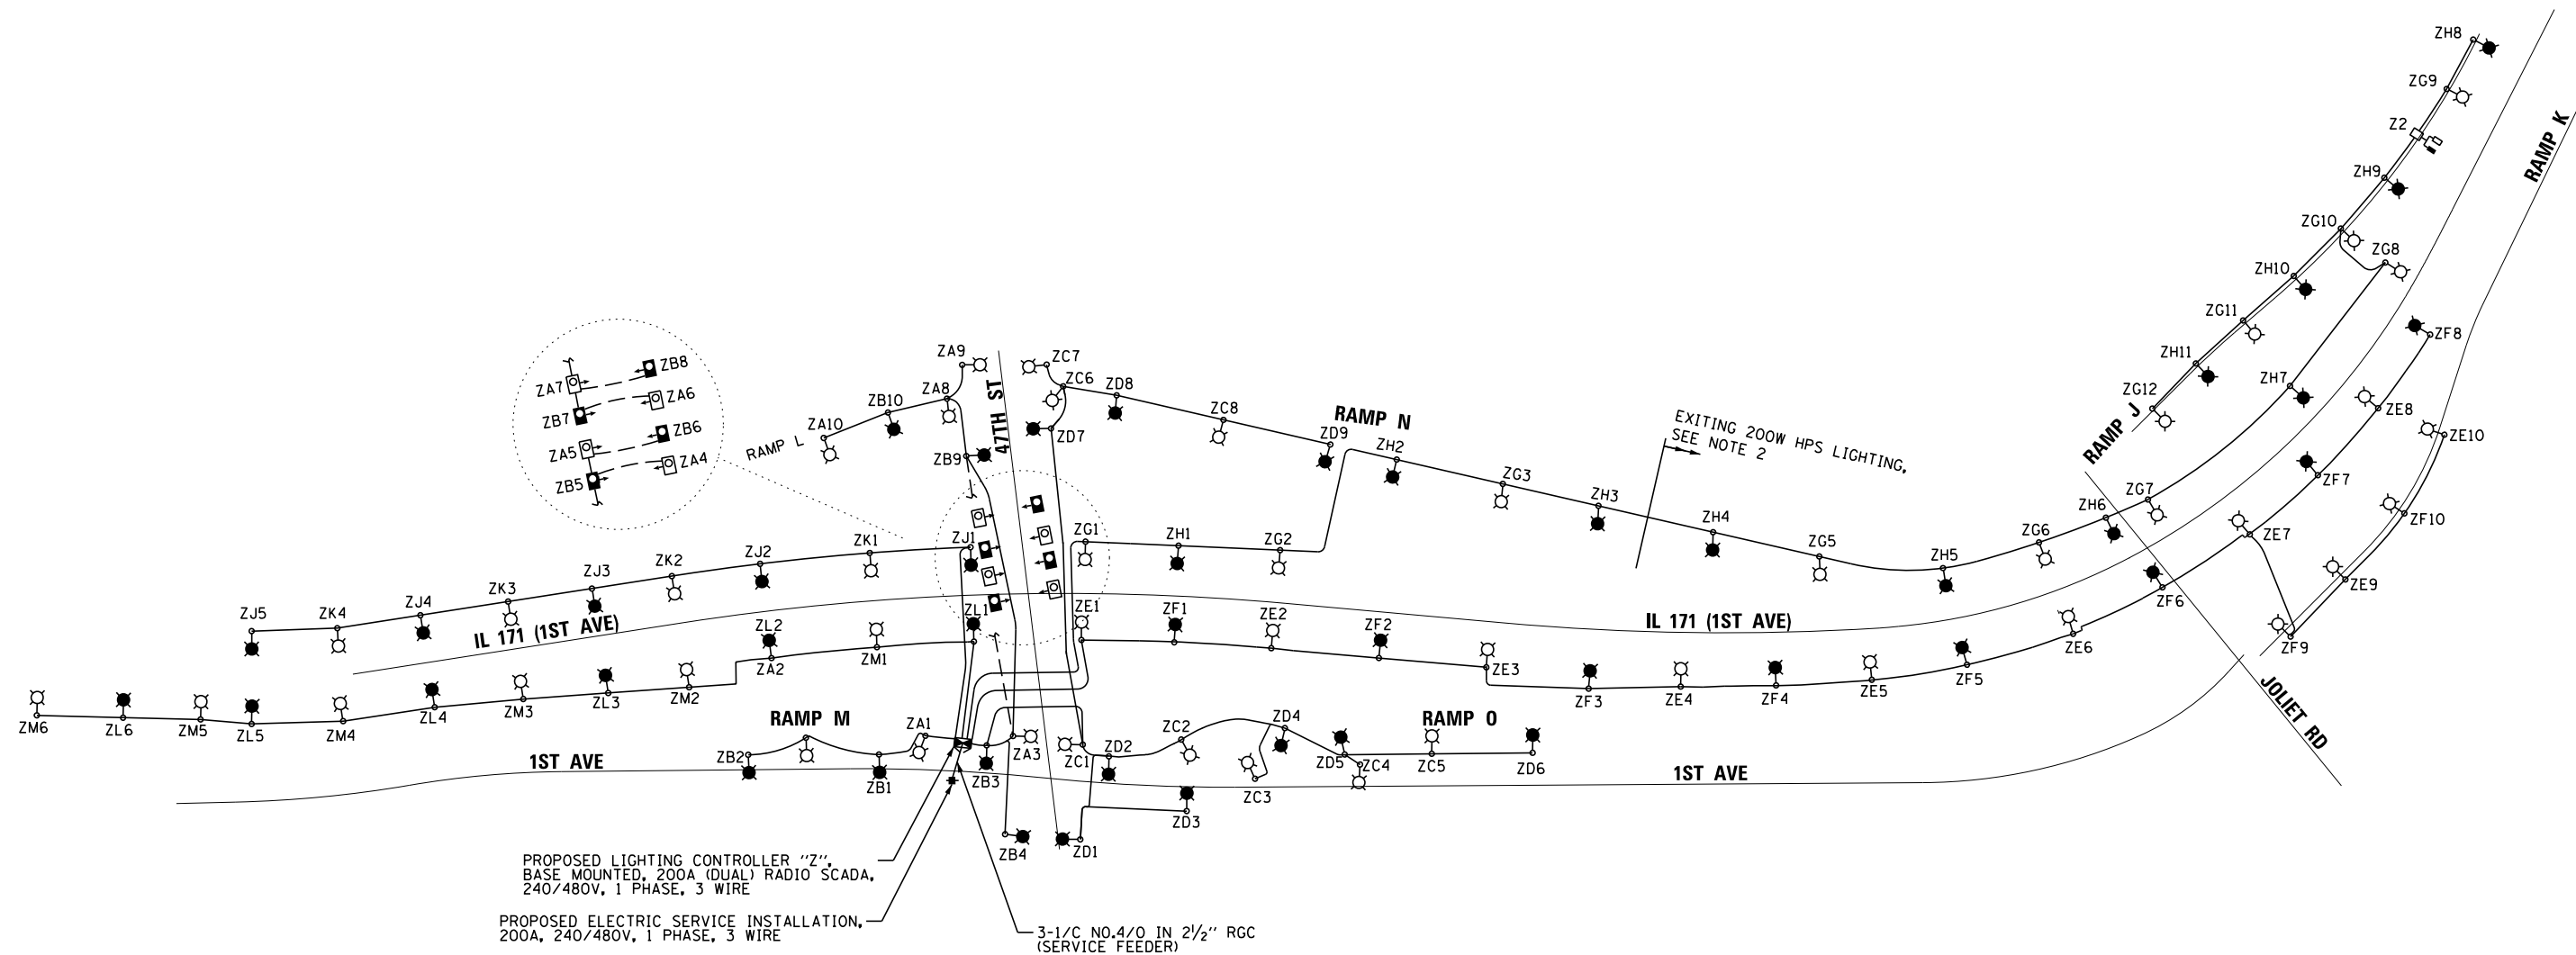 ZH8
ZG9
Z2
RAMP K
ZH9
ZG10
ZG8
ZH10
ZG11
ZF8
ZH11
ZA9
ZC7
ZB8
ZA7
ZA6
ZB7
ZB6
ZA5
ZA4
ZB5
ZA8
ZB10
ZA10
RAMP L
ZB9
47TH ST
ZC6
ZD8
ZD7
ZC8
RAMP N
ZD9
ZH2
ZG3
ZH3
EXITING 200W HPS LIGHTING,
SEE NOTE 2
ZH7
ZG12
RAMP J
ZE8
ZE10
ZF7
ZG7
ZH6
ZF10
ZE7
ZG6
ZH4
ZG5
ZH5
ZG1
ZH1
ZG2
ZJ1
ZK1
ZJ2
ZK2
ZJ3
ZK3
ZJ4
ZK4
ZJ5
IL 171 (1ST AVE)
ZL1
ZE1
ZF1
ZE2
ZF2
ZL2
ZA2
ZM1
IL 171 (1ST AVE)
ZF6
ZE9
ZF9
ZE6
ZE3
ZF3
ZE4
ZF4
ZE5
ZF5
ZM6
ZL6
ZM5
ZL5
ZM4
ZL4
ZM3
ZL3
ZM2
RAMP M
ZA1
ZB2
ZB1
ZB3
ZA3
ZC1
ZD2
ZC2
ZD4
ZC3
RAMP O
ZD5
ZC4
ZC5
ZD6
JOLIET RD
1ST AVE
1ST AVE
ZD3
ZB4
ZD1
PROPOSED LIGHTING CONTROLLER "Z",
BASE MOUNTED, 200A (DUAL) RADIO SCADA,
240/480V, 1 PHASE, 3 WIRE
PROPOSED ELECTRIC SERVICE INSTALLATION,
200A, 240/480V, 1 PHASE, 3 WIRE
3-1/C NO.4/0 IN 2½" RGC
(SERVICE FEEDER)